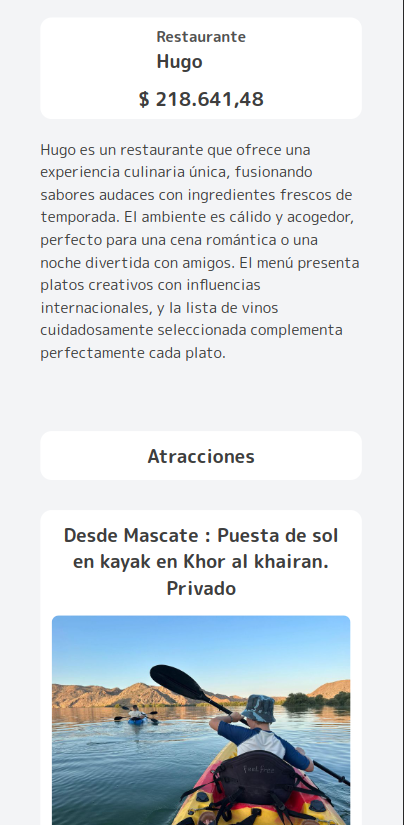 Restaurante
Hugo
$ 218.641,48
Hugo es un restaurante que ofrece una
experiencia culinaria única, fusionando
sabores audaces con ingredientes frescos de
temporada. El ambiente es cálido y acogedor,
perfecto para una cena romántica o una
noche divertida con amigos. El menú presenta
platos creativos con influencias
internacionales, y la lista de vinos
cuidadosamente seleccionada complementa
perfectamente cada plato.
Atracciones
Desde Mascate : Puesta de sol
en kayak en Khor al khairan.
Privado